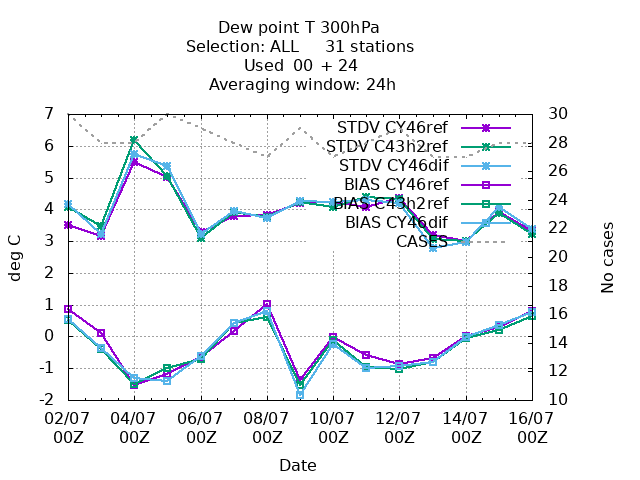 Dew point T 300hPa
Selection: ALL 31 stations
Used 00 + 24
Averaging window: 24h
7
6
5
4
3
2
1
0
-1
-2
deg C
30
28
26
24
22
20
18
16
14
12
10
No cases
STDV CY46ref
STDV C43h2ref
STDV CY46dif
BIAS CY46ref
BIAS C43h2ref
BIAS CY46dif
CASES
02/07 04/07 06/07 08/07 10/07 12/07 14/07 16/07
00Z 00Z 00Z 00Z 00Z 00Z 00Z 00Z
Date